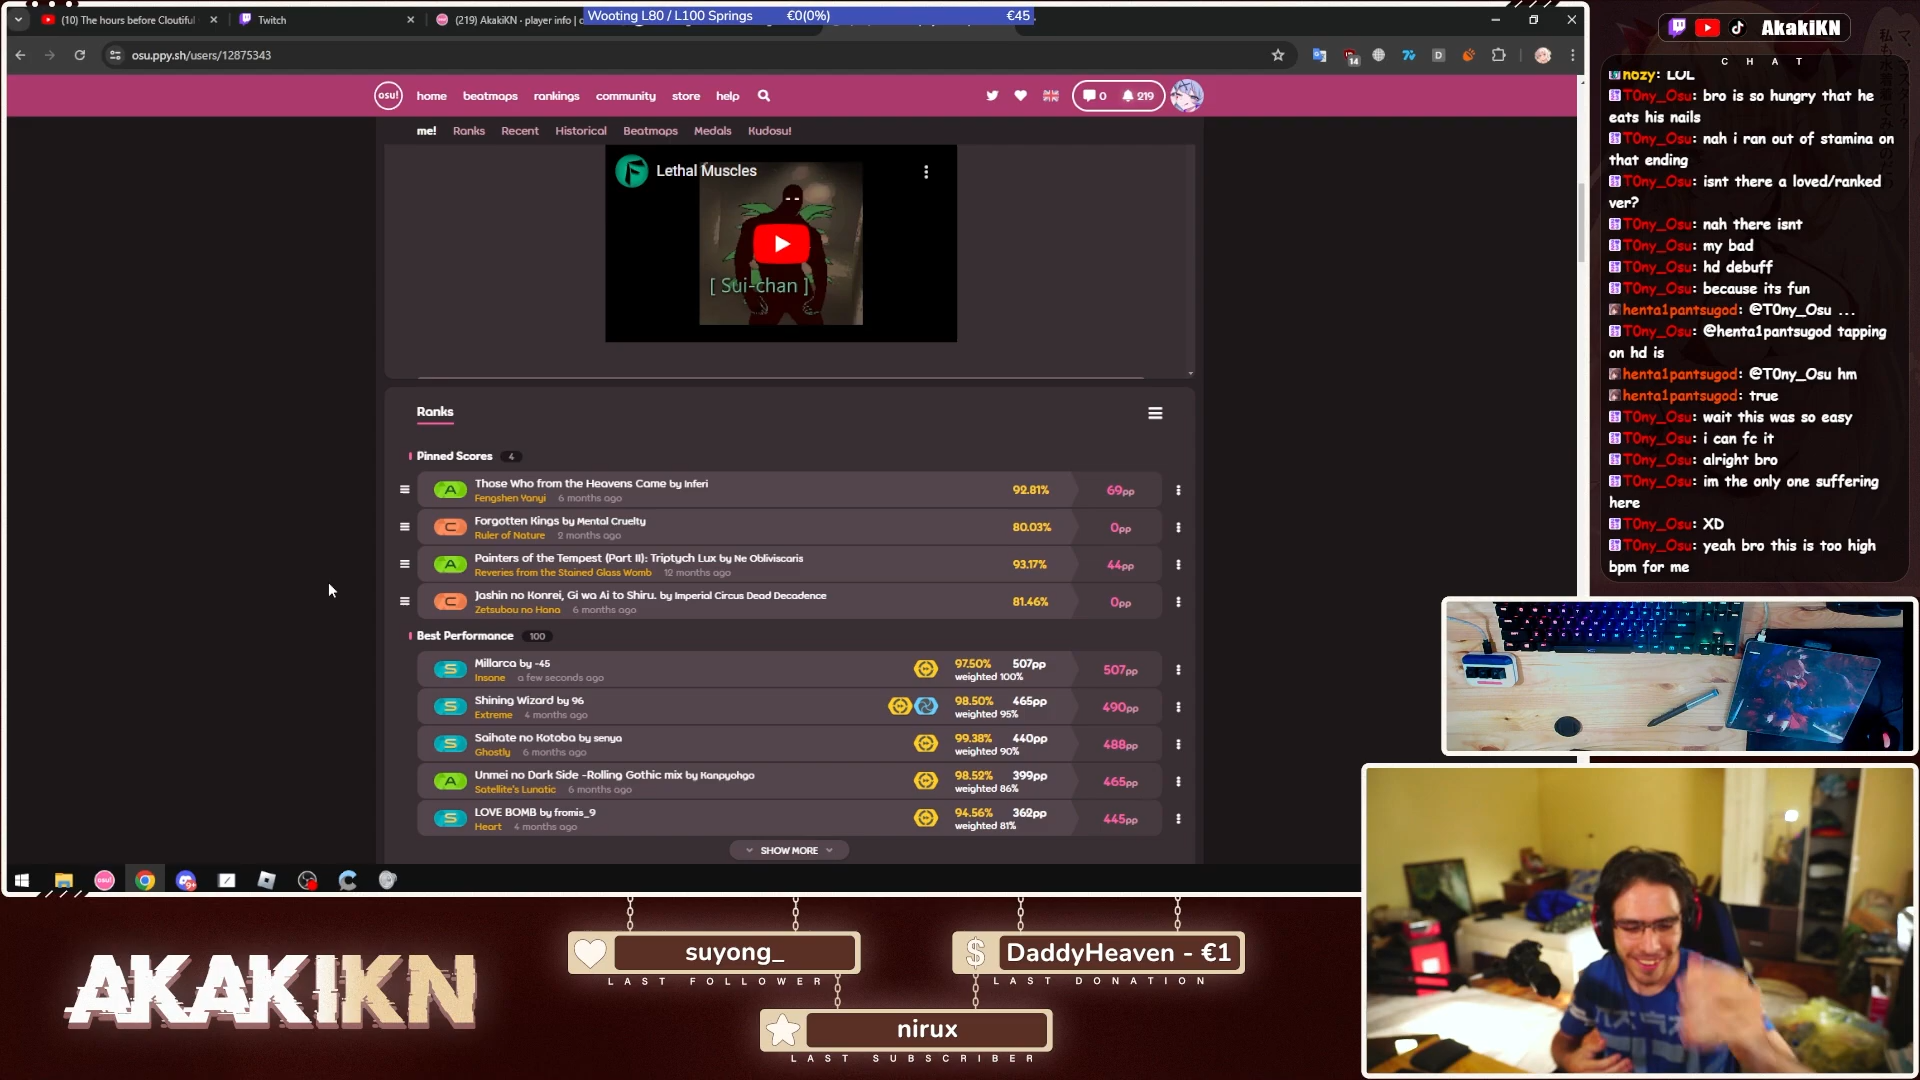 (10) The hours before Cloutiful
Twitch
(219) AkakiKN · player info | o
Wooting L80 / L100 Springs €0(0%) €45
osu.ppy.sh/users/12875343
14
osu!
home beatmaps rankings community store help
0 219
me! Ranks Recent Historical Beatmaps Medals Kudosu!
Lethal Muscles
[ Sui-chan ]
Ranks
Pinned Scores 4
A Those Who from the Heavens Came by Inferi
Fengshen Yanyi 6 months ago
92.81% 69pp
C Forgotten Kings by Mental Cruelty
Ruler of Nature 2 months ago
80.03% 0pp
A Painters of the Tempest (Part II): Triptych Lux by Ne Obliviscaris
Reveries from the Stained Glass Womb 12 months ago
93.17% 44pp
C Jashin no Konrei, Gi wa Ai to Shiru. by Imperial Circus Dead Decadence
Zetsubou no Hana 6 months ago
81.46% 0pp
Best Performance 100
S Millarca by -45
Insane a few seconds ago
97.50% 507pp
weighted 100%
507pp
S Shining Wizard by 96
Extreme 4 months ago
98.50% 465pp
weighted 95%
490pp
S Saihate no Kotoba by senya
Ghostly 6 months ago
99.38% 440pp
weighted 90%
488pp
A Unmei no Dark Side -Rolling Gothic mix by Kanpyohgo
Satellite's Lunatic 6 months ago
98.52% 399pp
weighted 86%
465pp
S LOVE BOMB by fromis_9
Heart 4 months ago
94.56% 362pp
weighted 81%
445pp
SHOW MORE
AkakiKN
CHAT
hozy: LOL
T0ny_Osu: bro is so hungry that he
eats his nails
T0ny_Osu: nah i ran out of stamina on
that ending
T0ny_Osu: isnt there a loved/ranked
ver?
T0ny_Osu: nah there isnt
T0ny_Osu: my bad
T0ny_Osu: hd debuff
T0ny_Osu: because its fun
henta1pantsugod: @T0ny_Osu ...
T0ny_Osu: @henta1pantsugod tapping
on hd is
henta1pantsugod: @T0ny_Osu hm
henta1pantsugod: true
T0ny_Osu: wait this was so easy
T0ny_Osu: i can fc it
T0ny_Osu: alright bro
T0ny_Osu: im the only one suffering
here
T0ny_Osu: XD
T0ny_Osu: yeah bro this is too high
bpm for me
AKAKIKN
suyong_
LAST FOLLOWER
DaddyHeaven - €1
LAST DONATION
nirux
LAST SUBSCRIBER